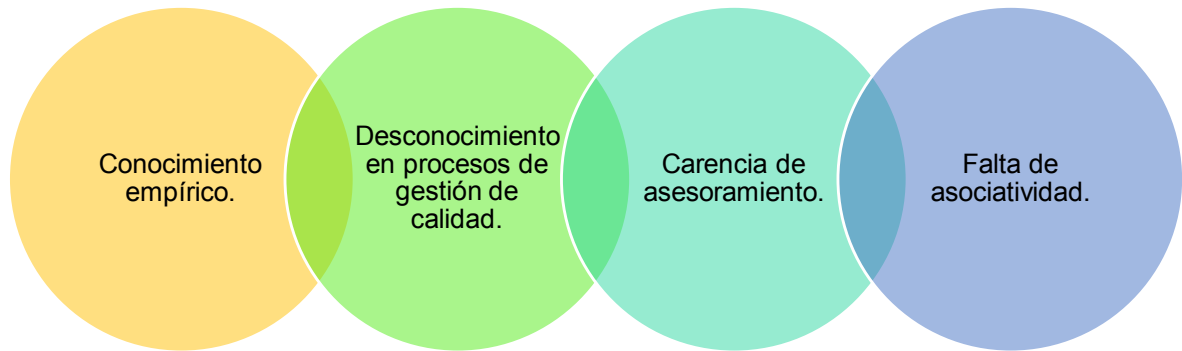 Conocimiento
empírico.
Desconocimiento
en procesos de
gestión de
calidad.
Carencia de
asesoramiento.
Falta de
asociatividad.